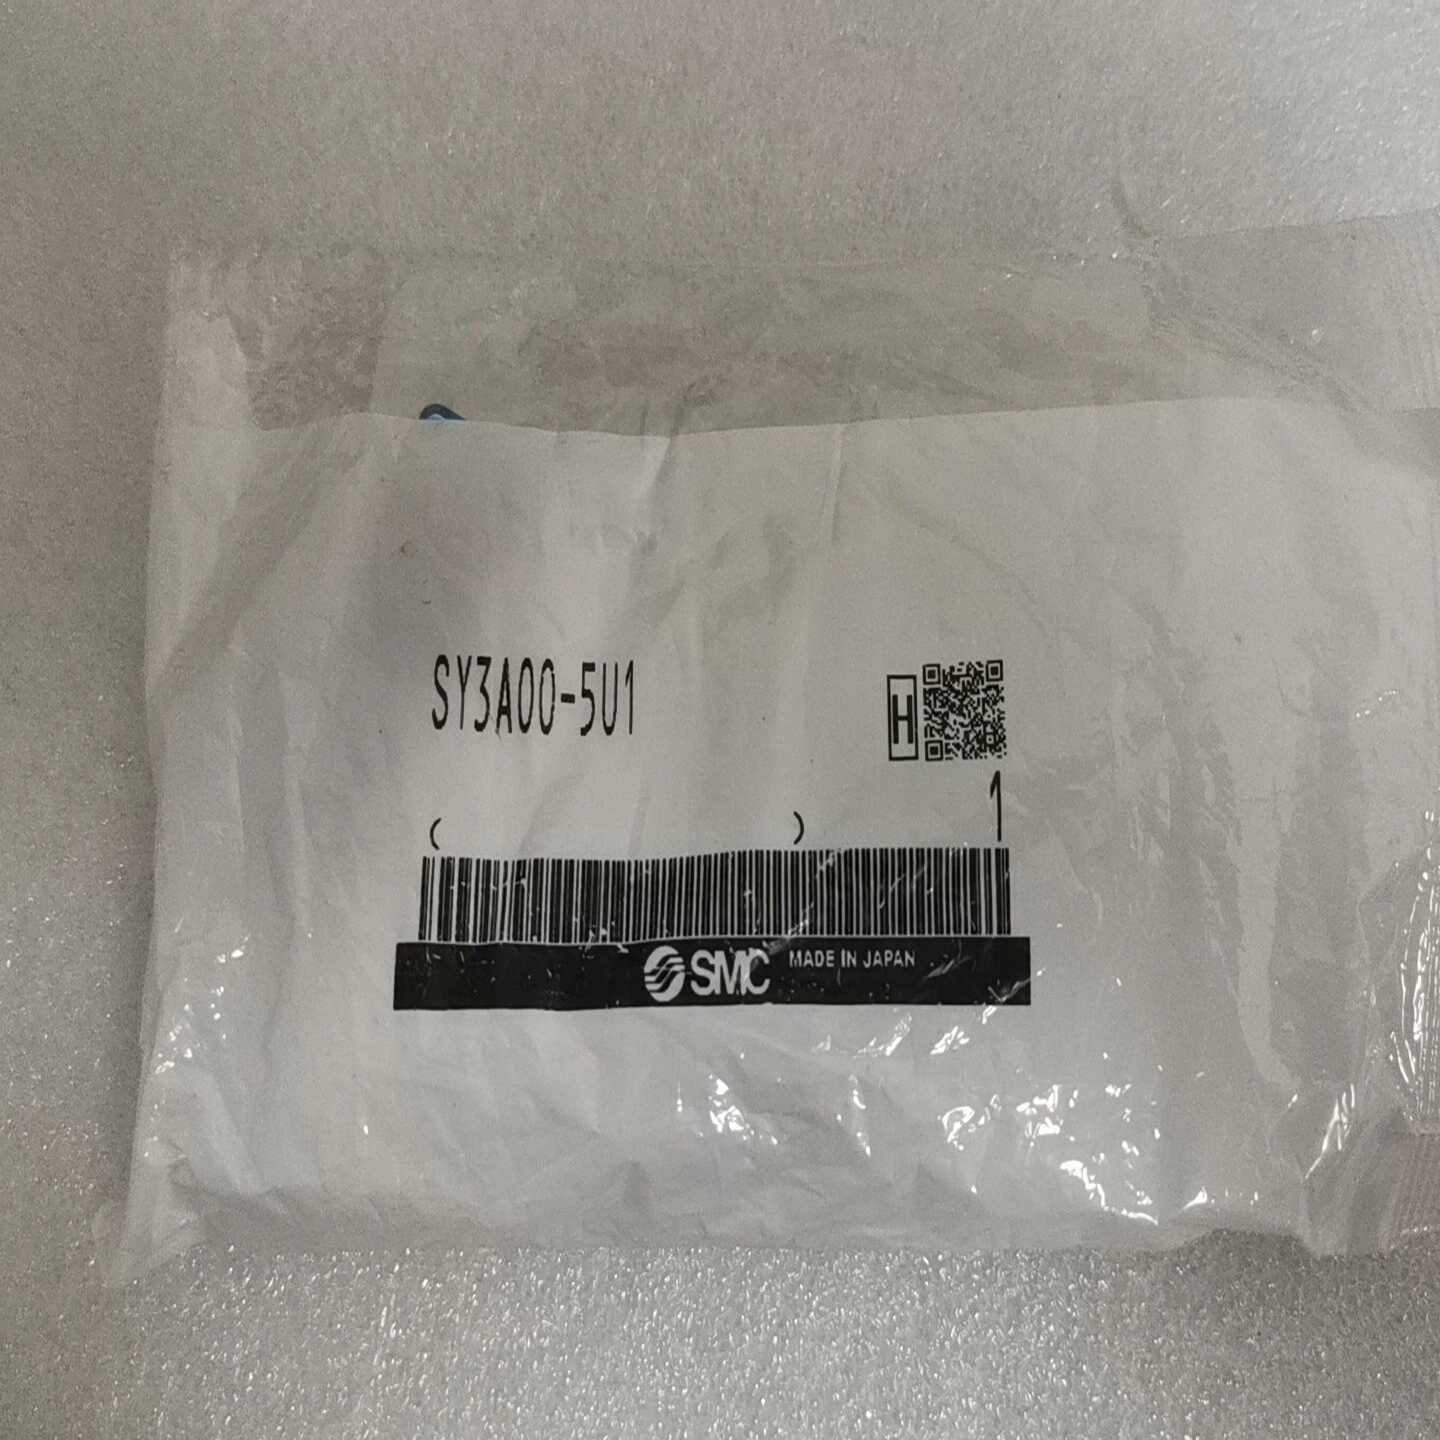 SY3A00-5U1
H
1
( )
SMC MADE IN JAPAN